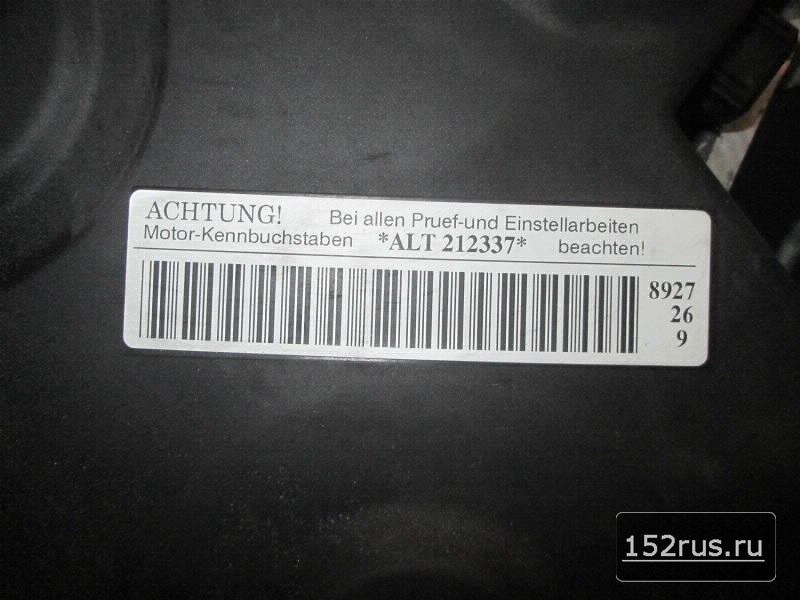 ACHTUNG! Bei allen Pruef-und Einstellarbeiten
Motor-Kennbuchstaben *ALT 212337* beachten!
8927
26
9
152rus.ru